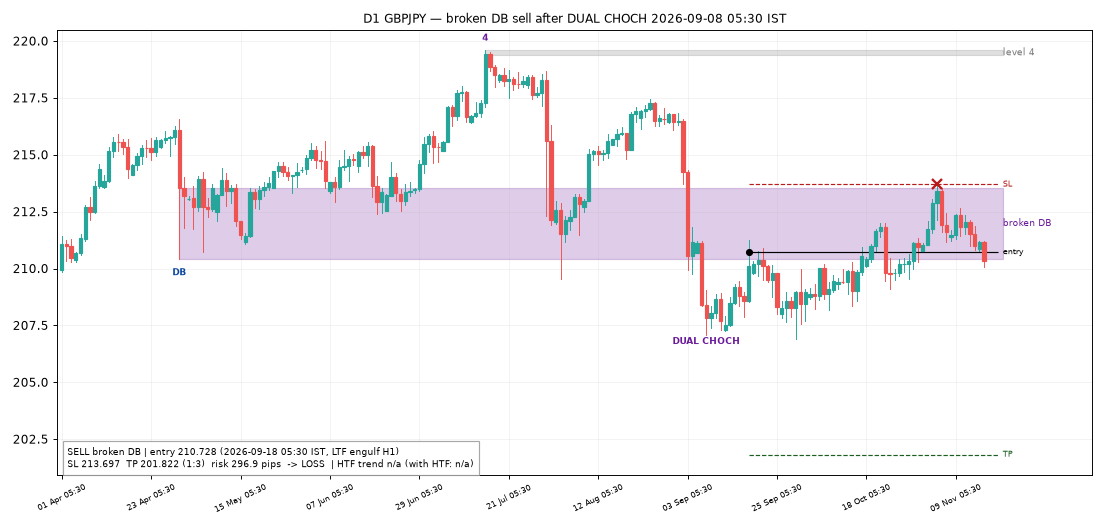 D1 GBPJPY — broken DB sell after DUAL CHOCH 2026-09-08 05:30 IST
4
level 4
220.0
217.5
215.0
212.5
210.0
207.5
205.0
202.5
SL
broken DB
entry
DB
DUAL CHOCH
TP
SELL broken DB | entry 210.728 (2026-09-18 05:30 IST, LTF engulf H1)
SL 213.697 TP 201.822 (1:3) risk 296.9 pips -> LOSS | HTF trend n/a (with HTF: n/a)
01 Apr 05:30
23 Apr 05:30
15 May 05:30
07 Jun 05:30
29 Jun 05:30
21 Jul 05:30
12 Aug 05:30
03 Sep 05:30
25 Sep 05:30
18 Oct 05:30
09 Nov 05:30